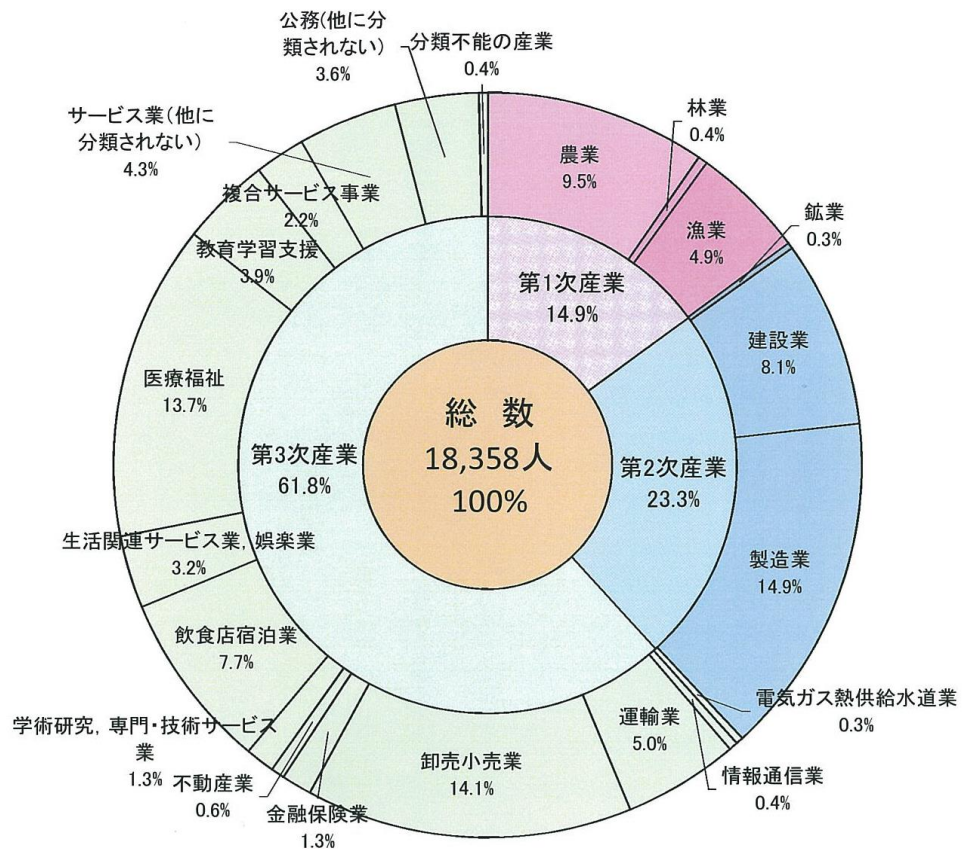 総 数
18,358人
100%
第1次産業
14.9%
第2次産業
23.3%
第3次産業
61.8%
農業
9.5%
林業
0.4%
漁業
4.9%
鉱業
0.3%
建設業
8.1%
製造業
14.9%
電気ガス熱供給水道業
0.3%
情報通信業
0.4%
運輸業
5.0%
卸売小売業
14.1%
金融保険業
1.3%
不動産業
0.6%
学術研究, 専門・技術サービス
業
1.3%
飲食店宿泊業
7.7%
生活関連サービス業, 娯楽業
3.2%
医療福祉
13.7%
教育学習支援
3.9%
複合サービス事業
2.2%
サービス業(他に
分類されない)
4.3%
公務(他に分
類されない)
3.6%
分類不能の産業
0.4%